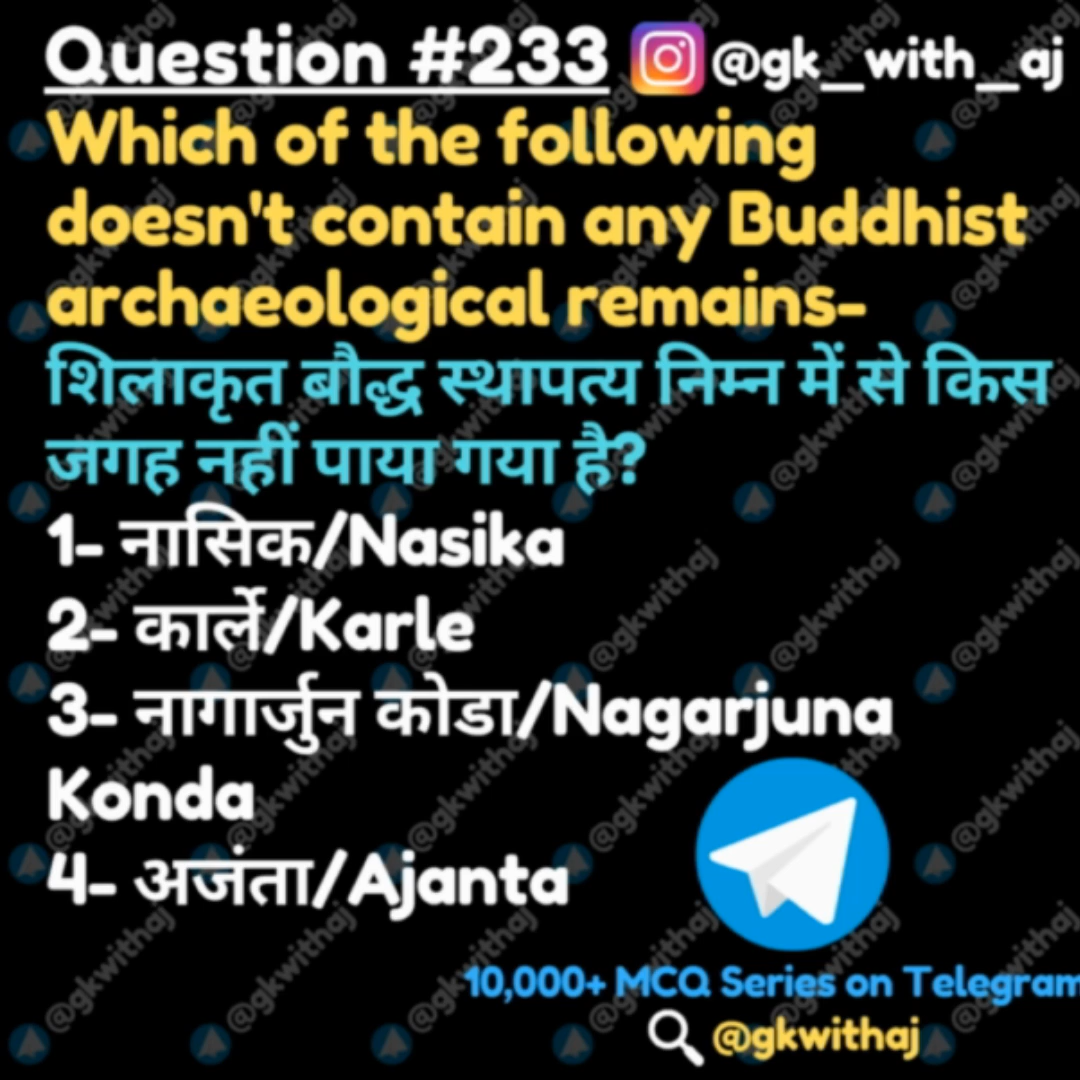 Question #233 @gk_with_aj
Which of the following
doesn't contain any Buddhist
archaeological remains-
शिलाकृत बौद्ध स्थापत्य निम्न में से किस
जगह नहीं पाया गया है?
1- नासिक/Nasika
2- कार्ले/Karle
3- नागार्जुन कोडा/Nagarjuna
Konda
4- अजंता/Ajanta
10,000+ MCQ Series on Telegram
@gkwithaj